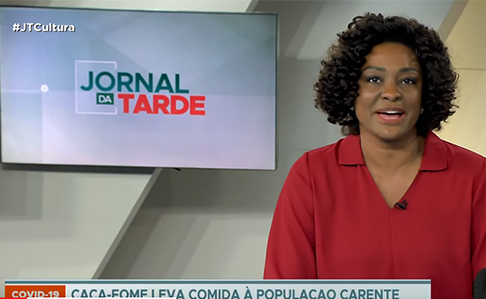 #JTCultura
JORNAL
DA TARDE
COVID-19 CAÇA-FOME LEVA COMIDA À POPULAÇÃO CARENTE